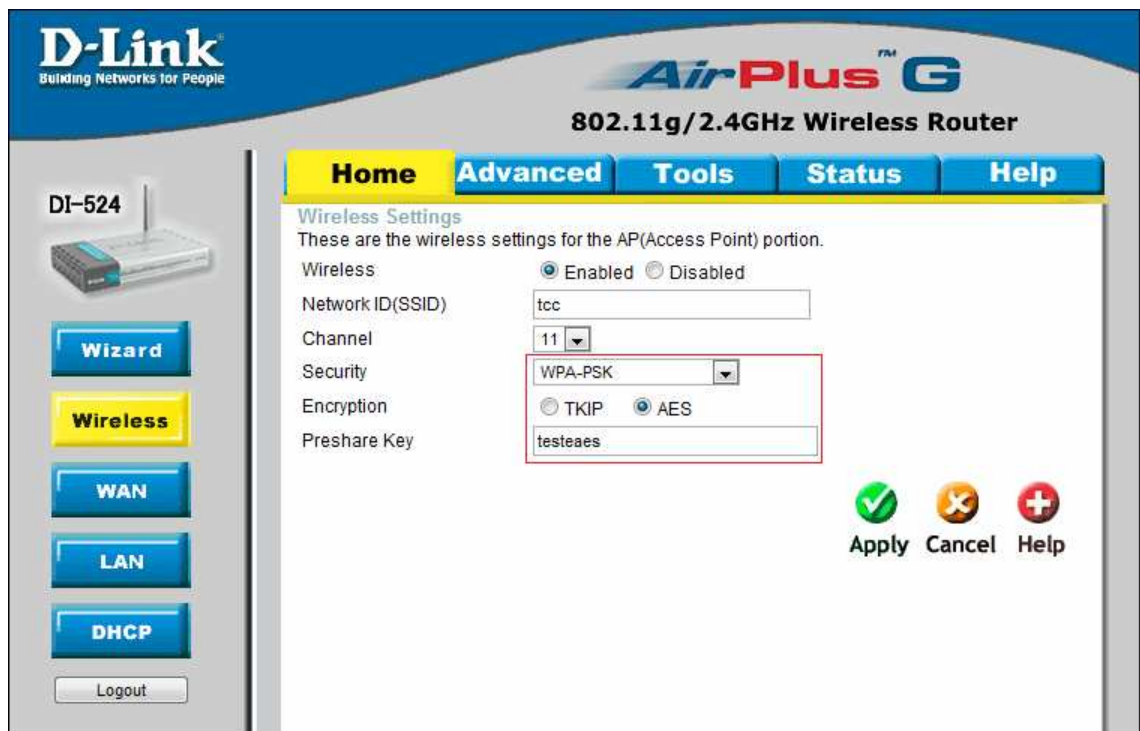 D-Link
Building Networks for People
AirPlus™ G
802.11g/2.4GHz Wireless Router
DI-524
Home Advanced Tools Status Help
Wireless Settings
These are the wireless settings for the AP(Access Point) portion.
Wireless Enabled Disabled
Network ID(SSID) tcc
Channel 11
Security WPA-PSK
Encryption TKIP AES
Preshare Key testeaes
Apply Cancel Help
Wizard
Wireless
WAN
LAN
DHCP
Logout